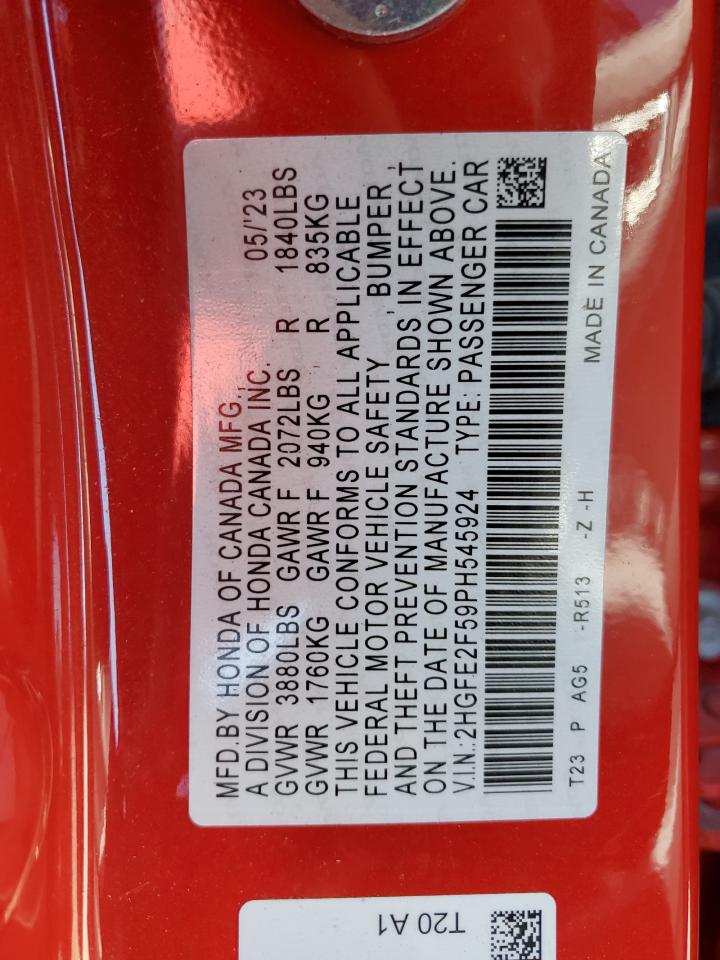 MFD.BY HONDA OF CANADA MFG., 05/'23
A DIVISION OF HONDA CANADA INC.
GVWR 3880LBS GAWR F 2072LBS R 1840LBS
GVWR 1760KG GAWR F 940KG R 835KG
THIS VEHICLE CONFORMS TO ALL APPLICABLE
FEDERAL MOTOR VEHICLE SAFETY , BUMPER ,
AND THEFT PREVENTION STANDARDS IN EFFECT
ON THE DATE OF MANUFACTURE SHOWN ABOVE.
V.I.N.:2HGFE2F59PH545924 TYPE: PASSENGER CAR
T23 P AG5 -R513 -Z -H MADE IN CANADA
T20 A1